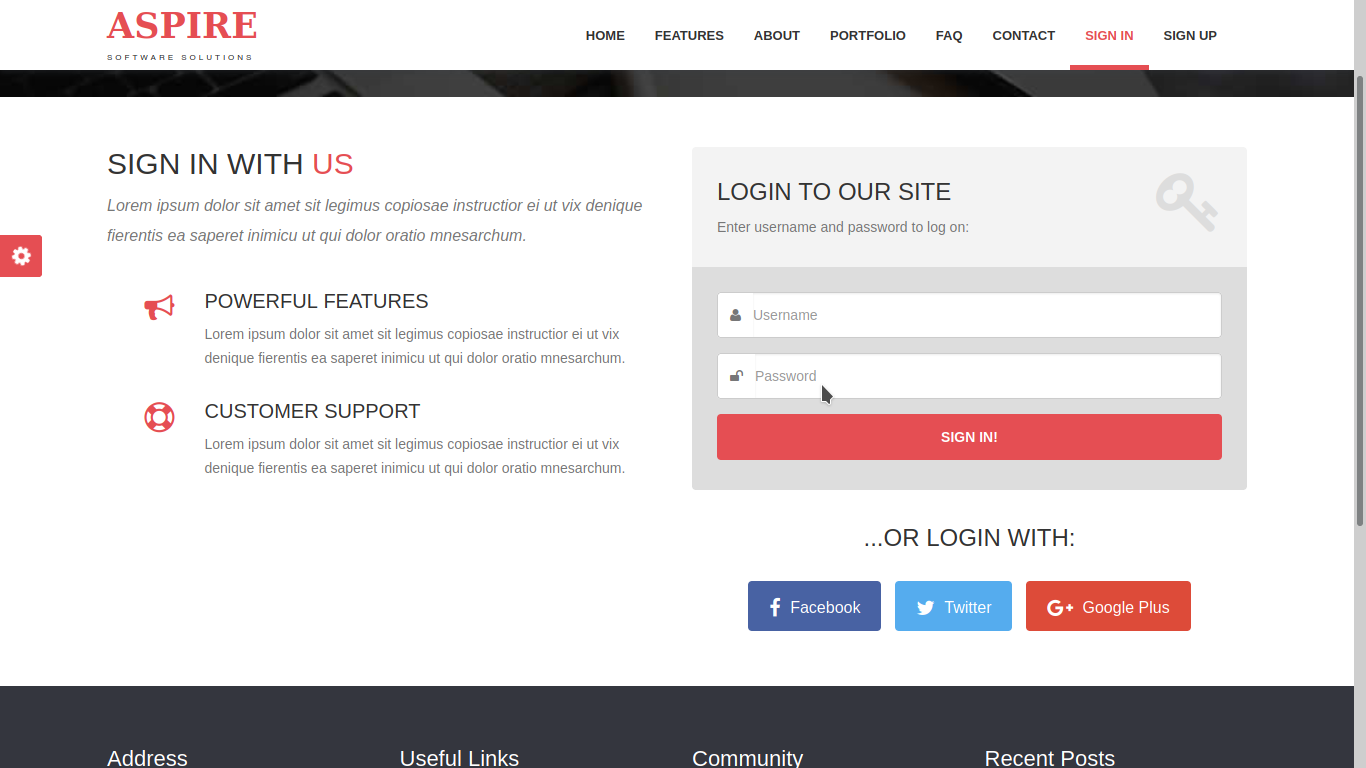 ASPIRE
SOFTWARE SOLUTIONS
HOME FEATURES ABOUT PORTFOLIO FAQ CONTACT SIGN IN SIGN UP
SIGN IN WITH US
Lorem ipsum dolor sit amet sit legimus copiosae instructior ei ut vix denique
fierentis ea saperet inimicu ut qui dolor oratio mnesarchum.
POWERFUL FEATURES
Lorem ipsum dolor sit amet sit legimus copiosae instructior ei ut vix
denique fierentis ea saperet inimicu ut qui dolor oratio mnesarchum.
CUSTOMER SUPPORT
Lorem ipsum dolor sit amet sit legimus copiosae instructior ei ut vix
denique fierentis ea saperet inimicu ut qui dolor oratio mnesarchum.
LOGIN TO OUR SITE
Enter username and password to log on:
Username
Password
SIGN IN!
...OR LOGIN WITH:
Facebook
Twitter
Google Plus
Address
Useful Links
Community
Recent Posts